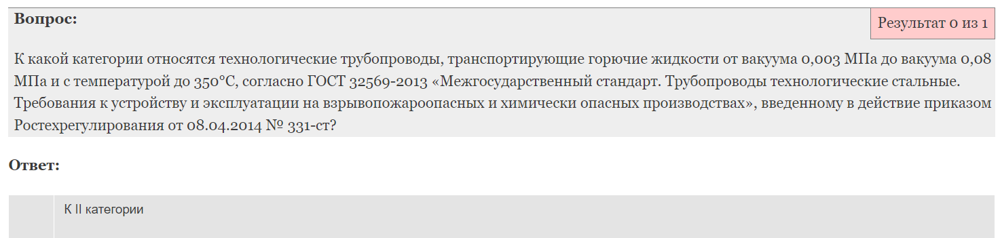 Вопрос:
Результат 0 из 1
К какой категории относятся технологические трубопроводы, транспортирующие горючие жидкости от вакуума 0,003 МПа до вакуума 0,08
МПа и с температурой до 350°С, согласно ГОСТ 32569-2013 «Межгосударственный стандарт. Трубопроводы технологические стальные.
Требования к устройству и эксплуатации на взрывопожароопасных и химически опасных производствах», введенному в действие приказом
Ростехрегулирования от 08.04.2014 № 331-ст?
Ответ:
К II категории